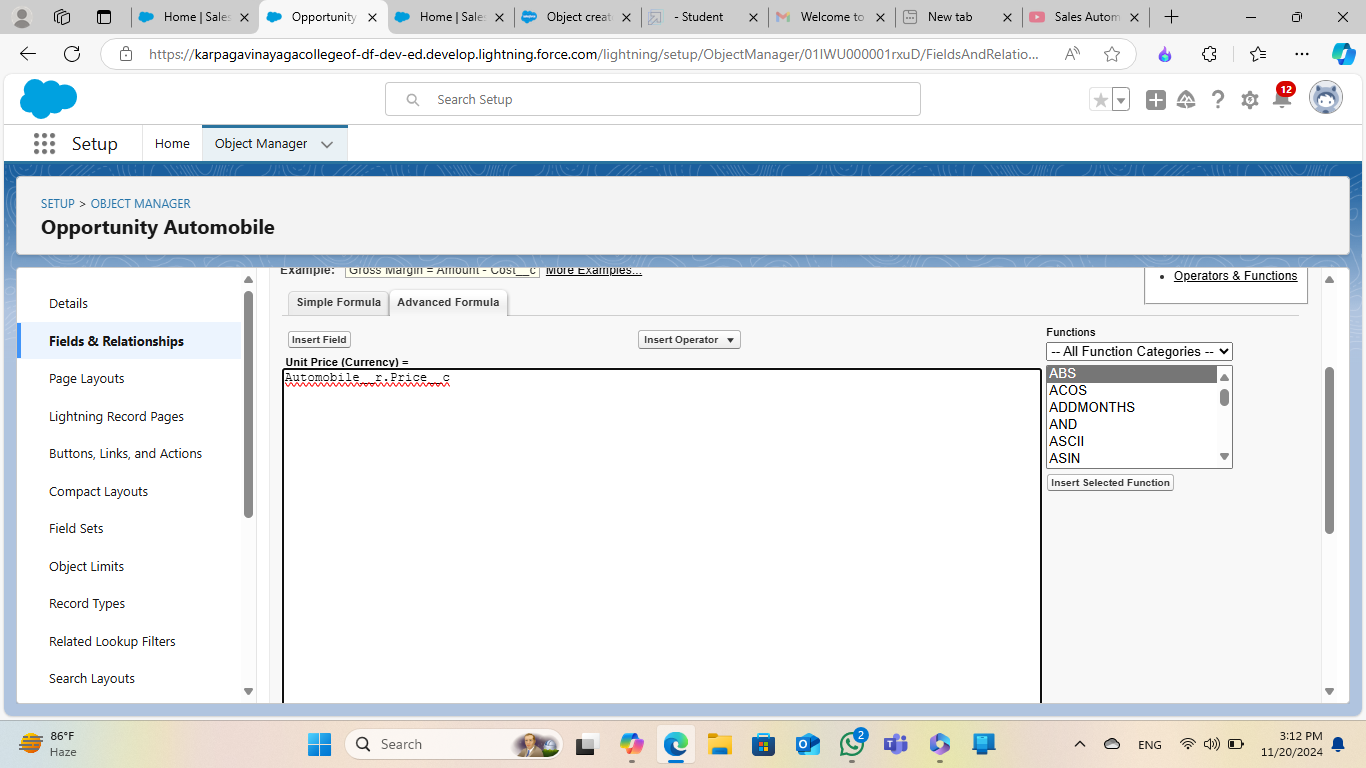 Home | Sales
Opportunity
Home | Sales
Object creat
- Student
Welcome to
New tab
Sales Autom
https://karpagavinayagacollegeof-df-dev-ed.develop.lightning.force.com/lightning/setup/ObjectManager/01IWU000001rxuD/FieldsAndRelatio...
Search Setup
12
Setup
Home
Object Manager
SETUP > OBJECT MANAGER
Opportunity Automobile
Details
Fields & Relationships
Page Layouts
Lightning Record Pages
Buttons, Links, and Actions
Compact Layouts
Field Sets
Object Limits
Record Types
Related Lookup Filters
Search Layouts
Example: Gross Margin = Amount - Cost__c More Examples...
Operators & Functions
Simple Formula
Advanced Formula
Insert Field
Insert Operator
Unit Price (Currency) =
Automobile__r.Price__c
Functions
-- All Function Categories --
ABS
ACOS
ADDMONTHS
AND
ASCII
ASIN
Insert Selected Function
86°F
Haze
Search
2
ENG
3:12 PM
11/20/2024